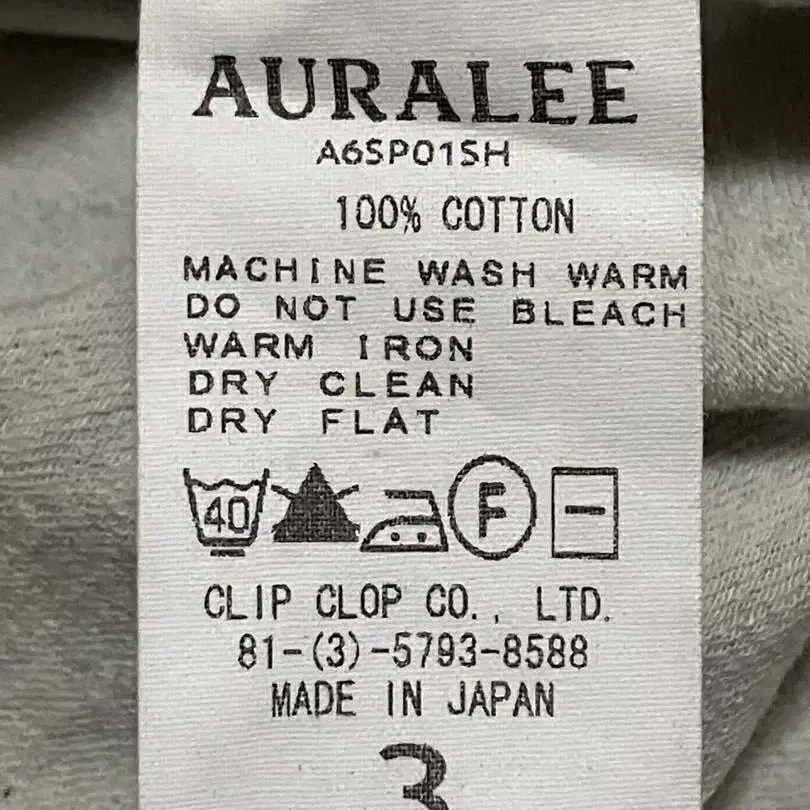 AURALEE
A6SP01SH
100% COTTON
MACHINE WASH WARM
DO NOT USE BLEACH
WARM IRON
DRY CLEAN
DRY FLAT
40 F
CLIP CLOP CO., LTD.
81-(3)-5793-8588
MADE IN JAPAN
3